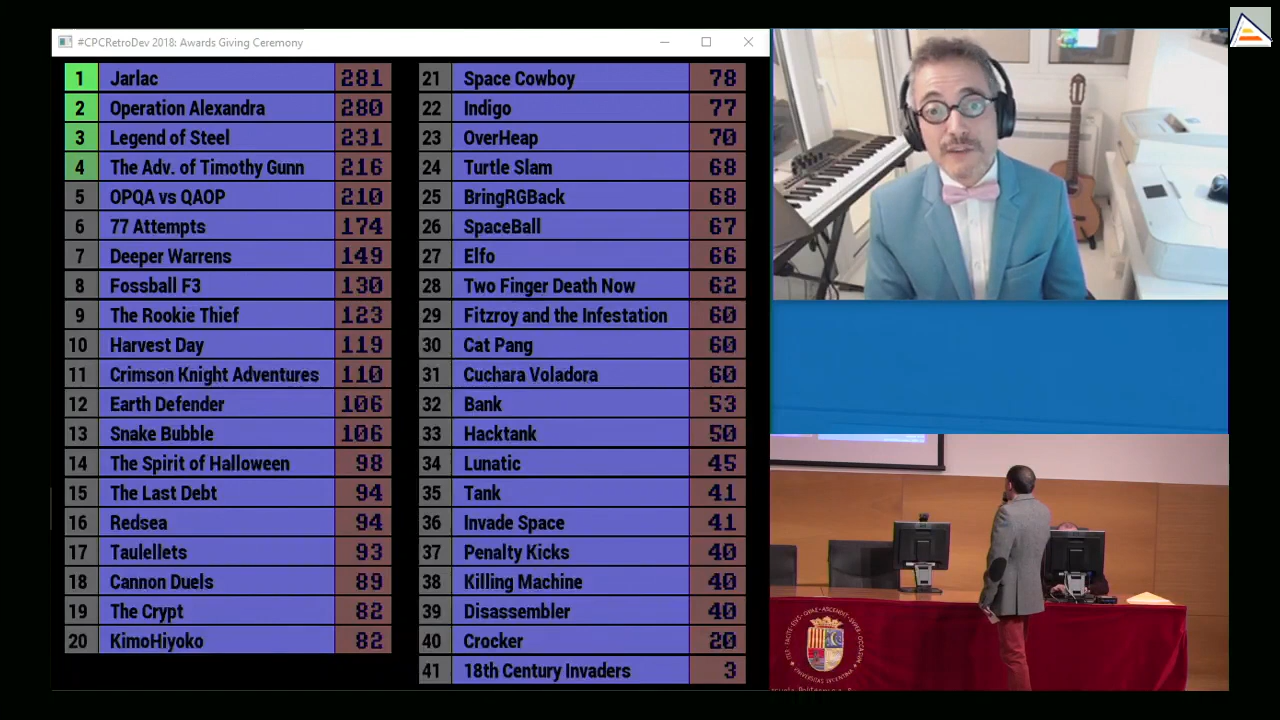 #CPCRetroDev 2018: Awards Giving Ceremony
1 Jarlac 281
2 Operation Alexandra 280
3 Legend of Steel 231
4 The Adv. of Timothy Gunn 216
5 OPQA vs QAOP 210
6 77 Attempts 174
7 Deeper Warrens 149
8 Fossball F3 130
9 The Rookie Thief 123
10 Harvest Day 119
11 Crimson Knight Adventures 110
12 Earth Defender 106
13 Snake Bubble 106
14 The Spirit of Halloween 98
15 The Last Debt 94
16 Redsea 94
17 Taulellets 93
18 Cannon Duels 89
19 The Crypt 82
20 KimoHiyoko 82
21 Space Cowboy 78
22 Indigo 77
23 OverHeap 70
24 Turtle Slam 68
25 BringRGBack 68
26 SpaceBall 67
27 Elfo 66
28 Two Finger Death Now 62
29 Fitzroy and the Infestation 60
30 Cat Pang 60
31 Cuchara Voladora 60
32 Bank 53
33 Hacktank 50
34 Lunatic 45
35 Tank 41
36 Invade Space 41
37 Penalty Kicks 40
38 Killing Machine 40
39 Disassembler 40
40 Crocker 20
41 18th Century Invaders 3